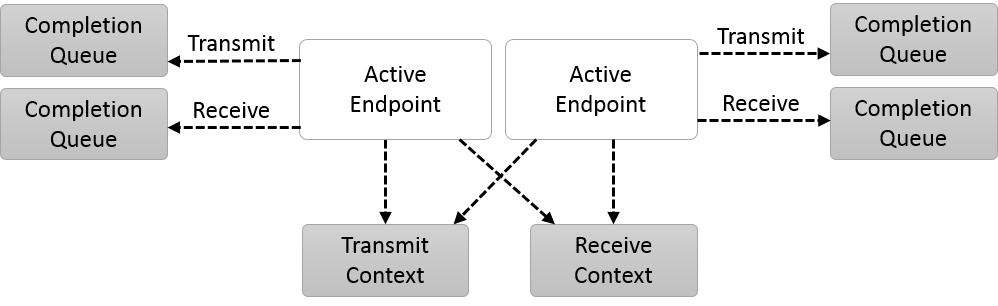 Completion
Queue
Transmit
Active
Endpoint
Active
Endpoint
Transmit
Completion
Queue
Completion
Queue
Receive
Receive
Completion
Queue
Transmit
Context
Receive
Context